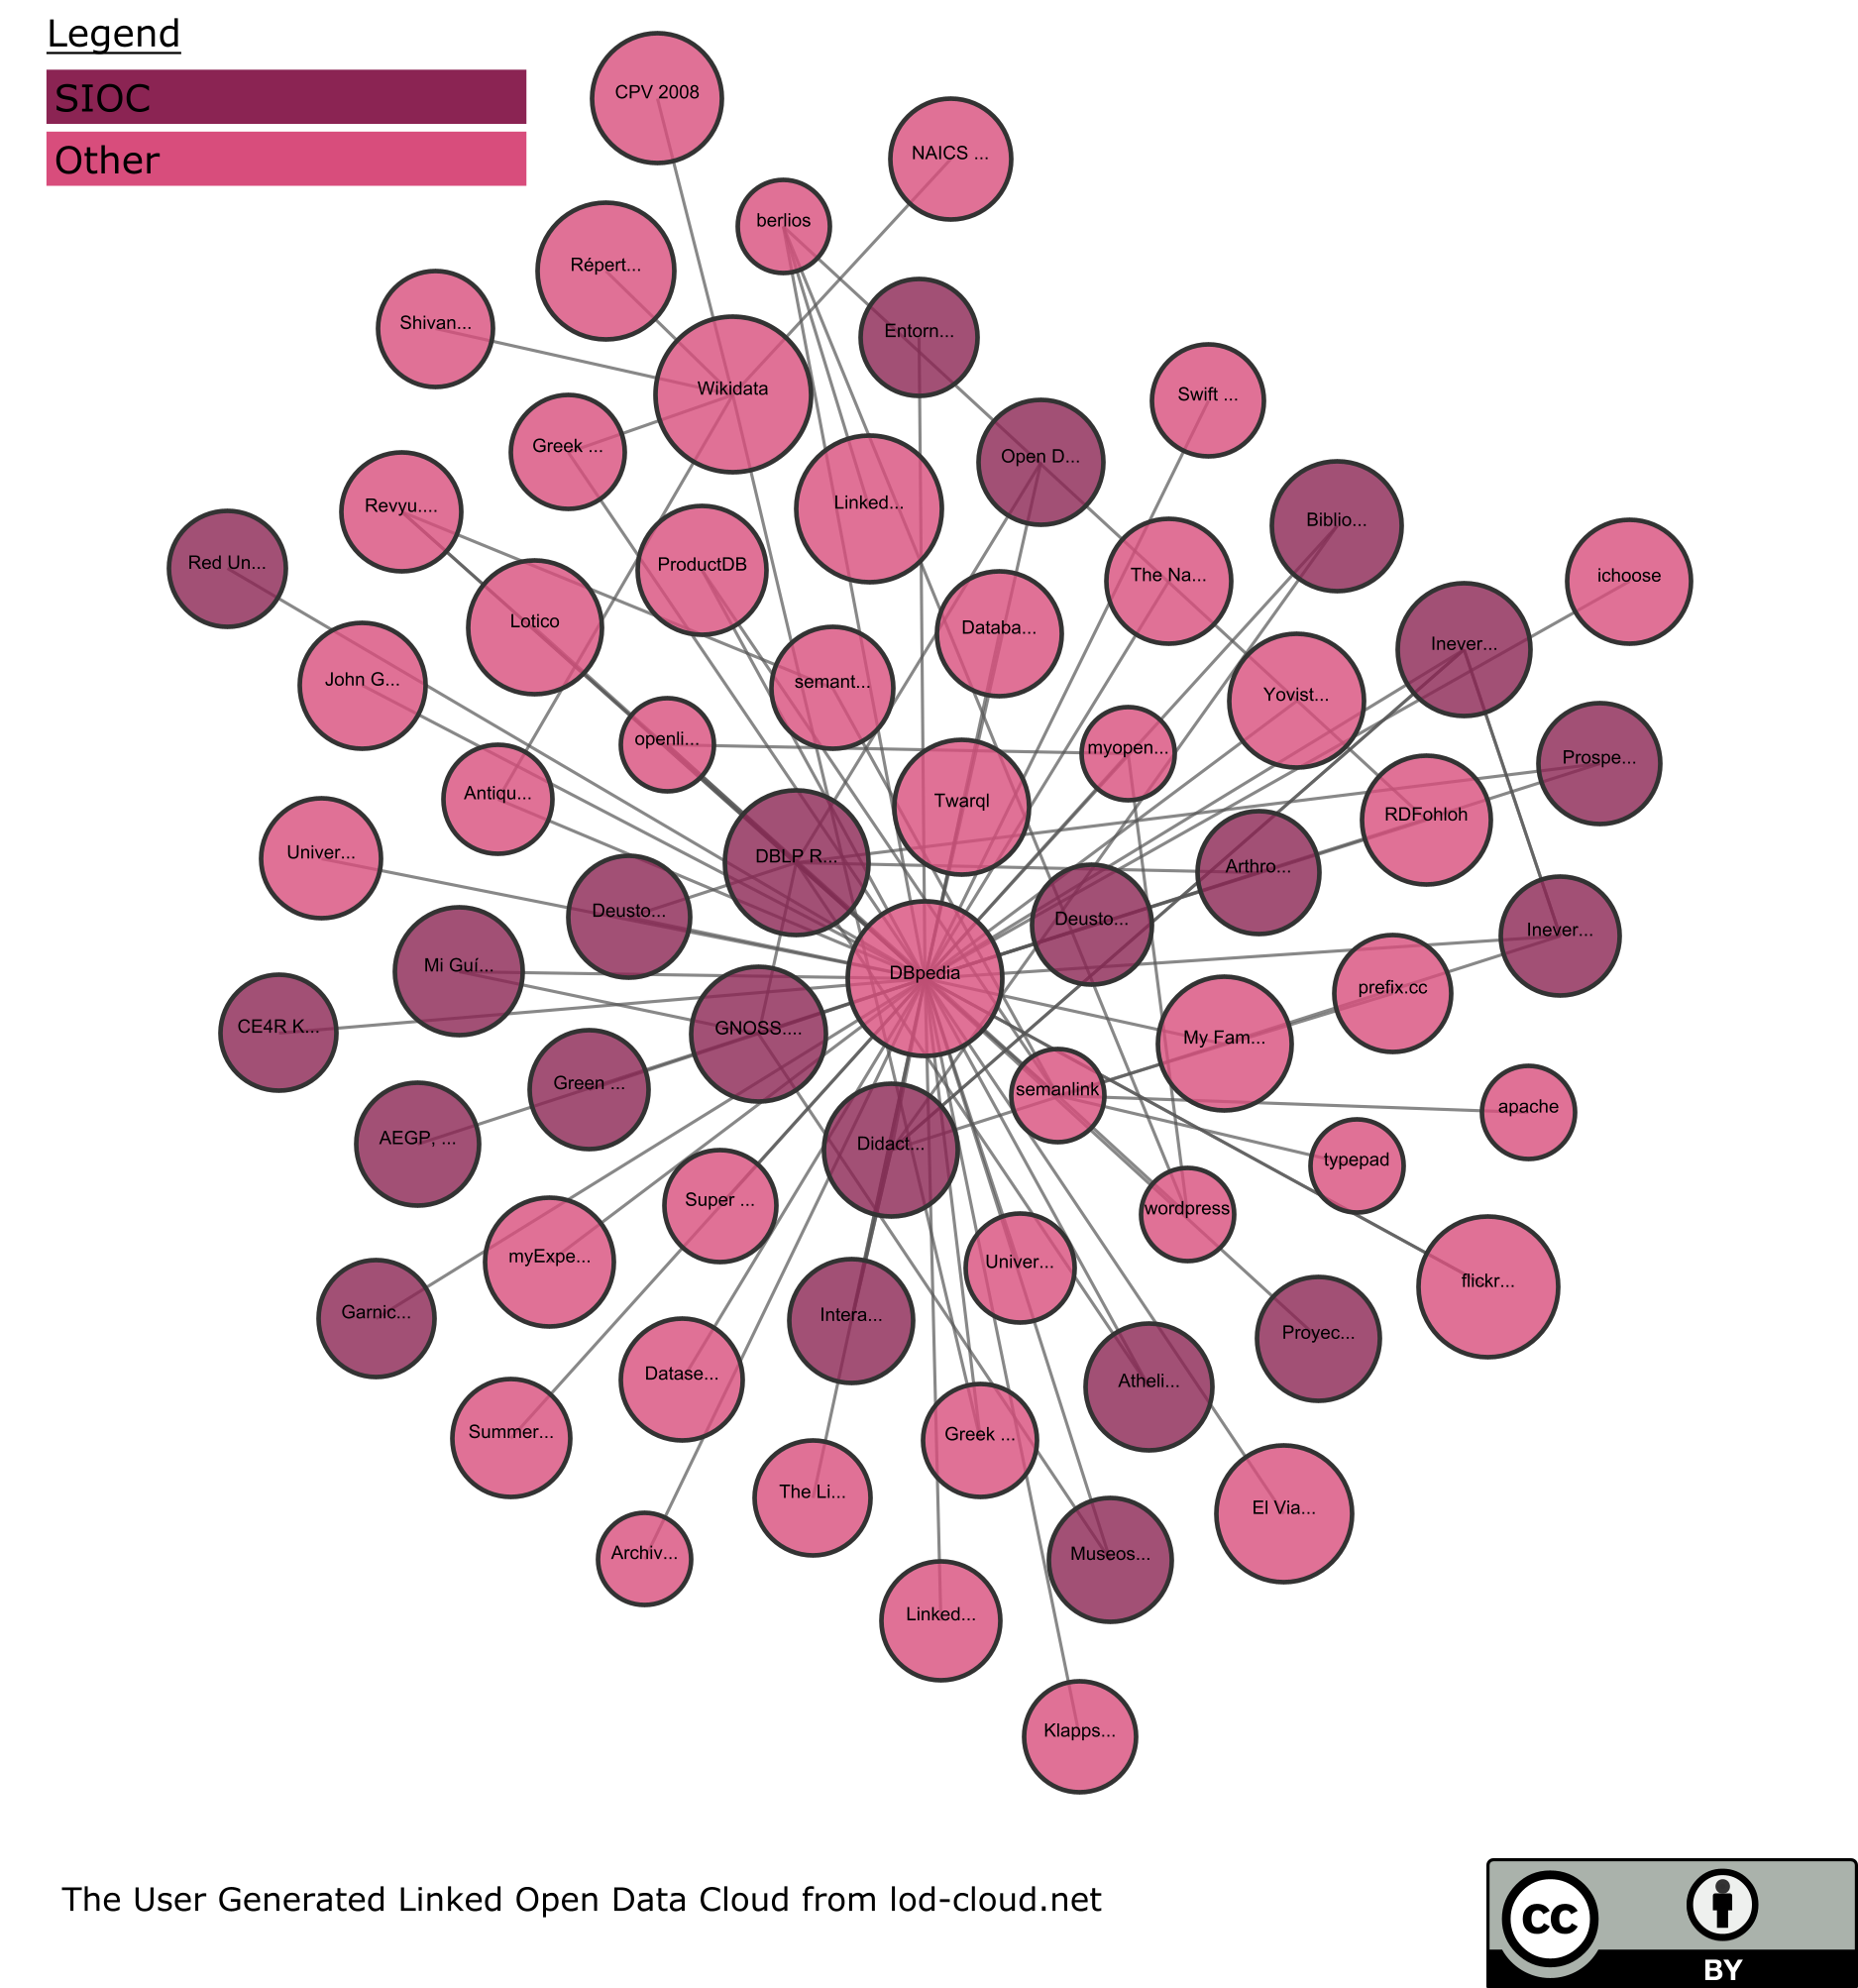 Legend
SIOC
Other
CPV 2008
NAICS ...
berlios
Répert...
Shivan...
Entorn...
Wikidata
Swift ...
Greek ...
Open D...
Linked...
Revyu....
Biblio...
Red Un...
ProductDB
The Na...
ichoose
Lotico
Databa...
Inever...
John G...
semant...
Yovist...
openli...
myopen...
Prospe...
Antiqu...
Twarql
RDFohloh
Univer...
DBLP R...
Arthro...
Deusto...
Deusto...
Inever...
Mi Guí...
DBpedia
prefix.cc
CE4R K...
GNOSS....
My Fam...
Green ...
semanlink
apache
AEGP, ...
Didact...
typepad
Super ...
wordpress
myExpe...
Univer...
flickr...
Garnic...
Intera...
Proyec...
Datase...
Atheli...
Summer...
Greek ...
The Li...
El Via...
Archiv...
Museos...
Linked...
Klapps...
The User Generated Linked Open Data Cloud from lod-cloud.net
cc
BY